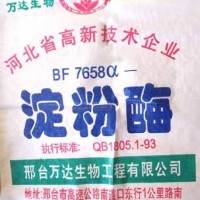 万达生物
河北省高新技术企业
BF 7658α—
淀粉酶
执行标准: QB1805.1-93
邢台万达生物工程有限公司
地址:邢台市高速公路南道口东行1公里路南